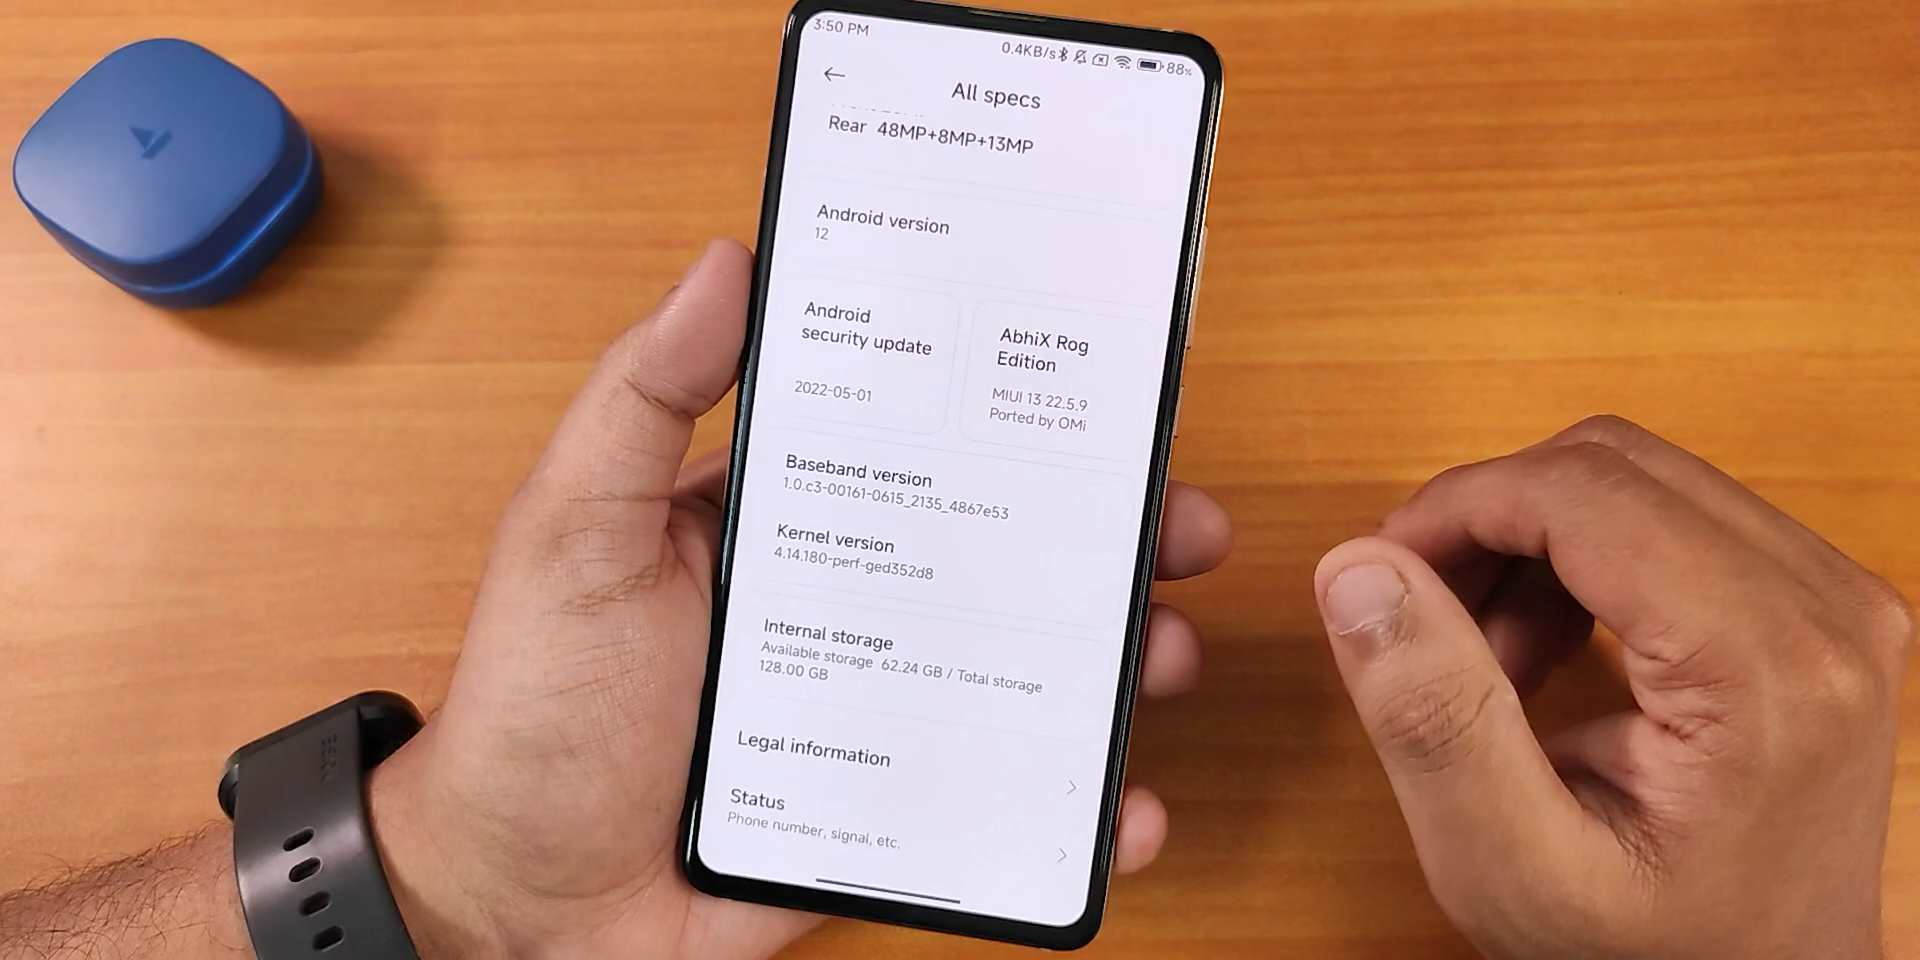 3:50 PM
0.4KB/s 88%
All specs
Rear 48MP+8MP+13MP
Android version
12
Android
security update
2022-05-01
AbhiX Rog
Edition
MIUI 13 22.5.9
Ported by OMi
Baseband version
1.0.c3-00161-0615_2135_4867e53
Kernel version
4.14.180-perf-ged352d8
Internal storage
Available storage 62.24 GB / Total storage
128.00 GB
Legal information
Status
Phone number, signal, etc.